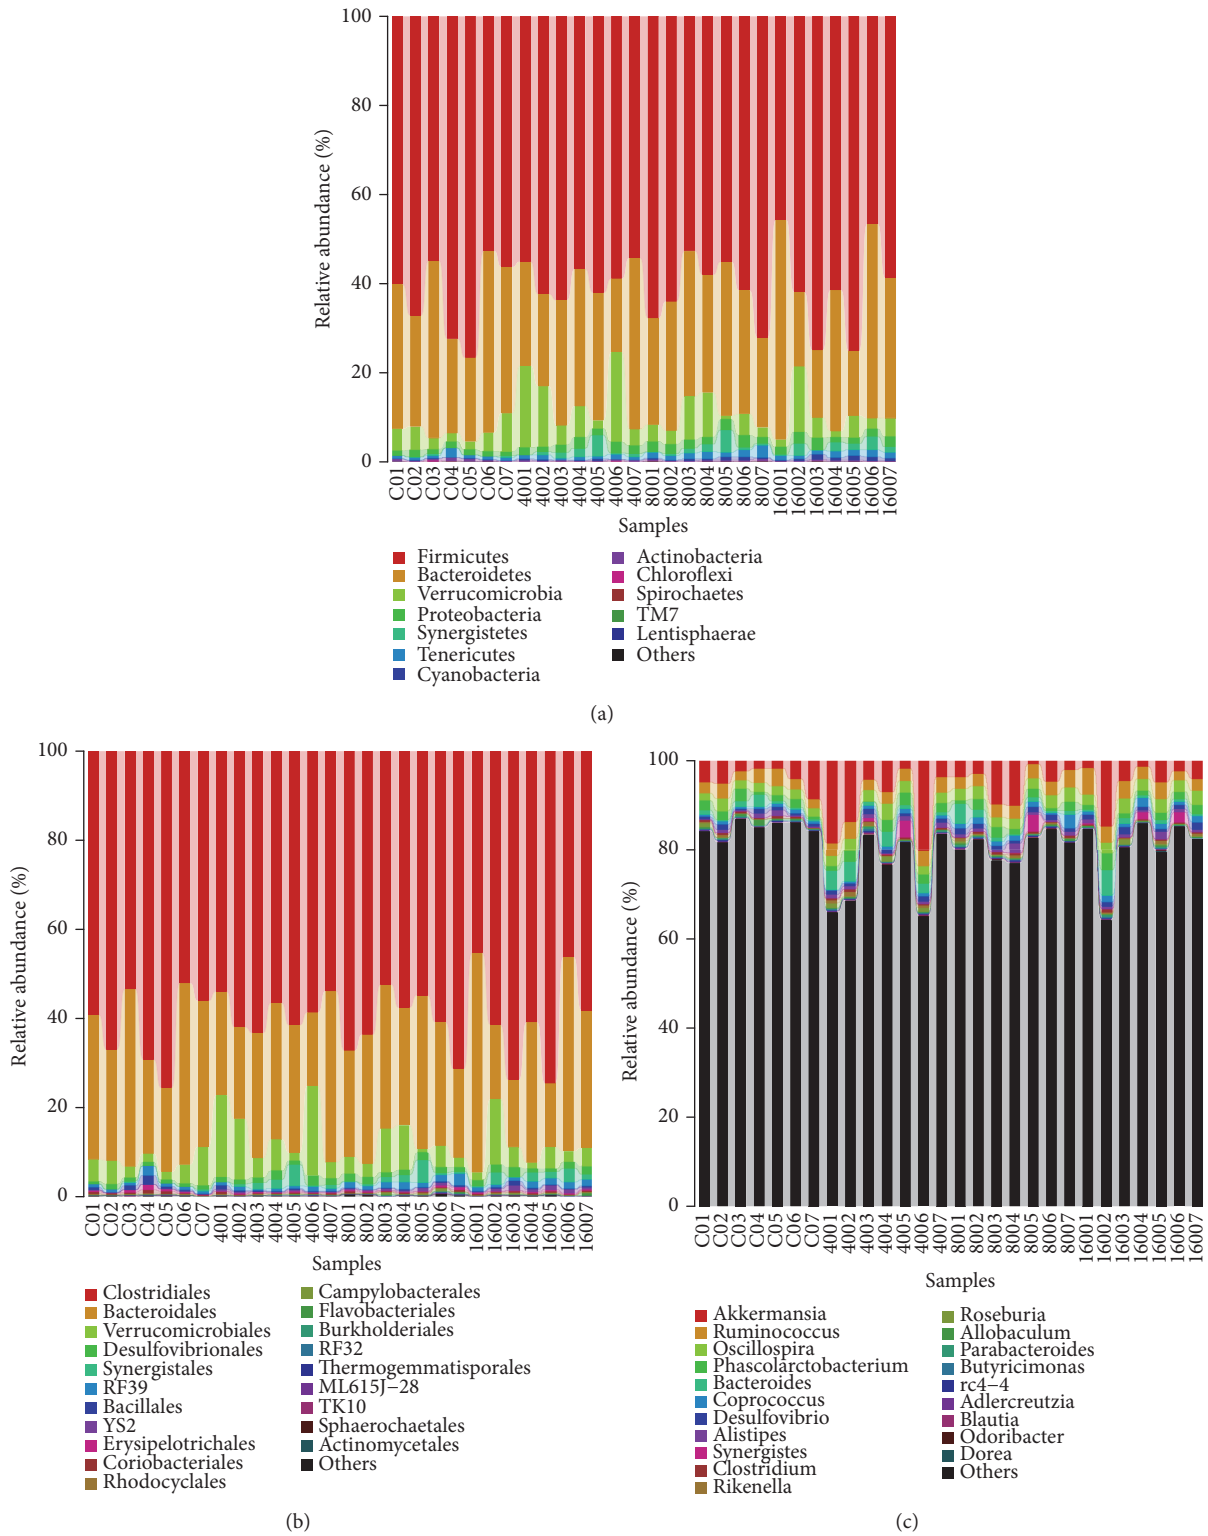 100
80
60
40
20
0
Relative abundance (%)
C01 C02 C03 C04 C05 C06 C07 4001 4002 4003 4004 4005 4006 4007 8001 8002 8003 8004 8005 8006 8007 16001 16002 16003 16004 16005 16006 16007
Samples
Firmicutes
Bacteroidetes
Verrucomicrobia
Proteobacteria
Synergistetes
Tenericutes
Cyanobacteria
Actinobacteria
Chloroflexi
Spirochaetes
TM7
Lentisphaerae
Others
(a)
100
80
60
40
20
0
Relative abundance (%)
C01 C02 C03 C04 C05 C06 C07 4001 4002 4003 4004 4005 4006 4007 8001 8002 8003 8004 8005 8006 8007 16001 16002 16003 16004 16005 16006 16007
Samples
Clostridiales
Bacteroidales
Verrucomicrobiales
Desulfovibrionales
Synergistales
RF39
Bacillales
YS2
Erysipelotrichales
Coriobacteriales
Rhodocyclales
Campylobacterales
Flavobacteriales
Burkholderiales
RF32
Thermogemmatisporales
ML615J−28
TK10
Sphaerochaetales
Actinomycetales
Others
(b)
100
80
60
40
20
0
Relative abundance (%)
C01 C02 C03 C04 C05 C06 C07 4001 4002 4003 4004 4005 4006 4007 8001 8002 8003 8004 8005 8006 8007 16001 16002 16003 16004 16005 16006 16007
Samples
Akkermansia
Ruminococcus
Oscillospira
Phascolarctobacterium
Bacteroides
Coprococcus
Desulfovibrio
Alistipes
Synergistes
Clostridium
Rikenella
Roseburia
Allobaculum
Parabacteroides
Butyricimonas
rc4−4
Adlercreutzia
Blautia
Odoribacter
Dorea
Others
(c)